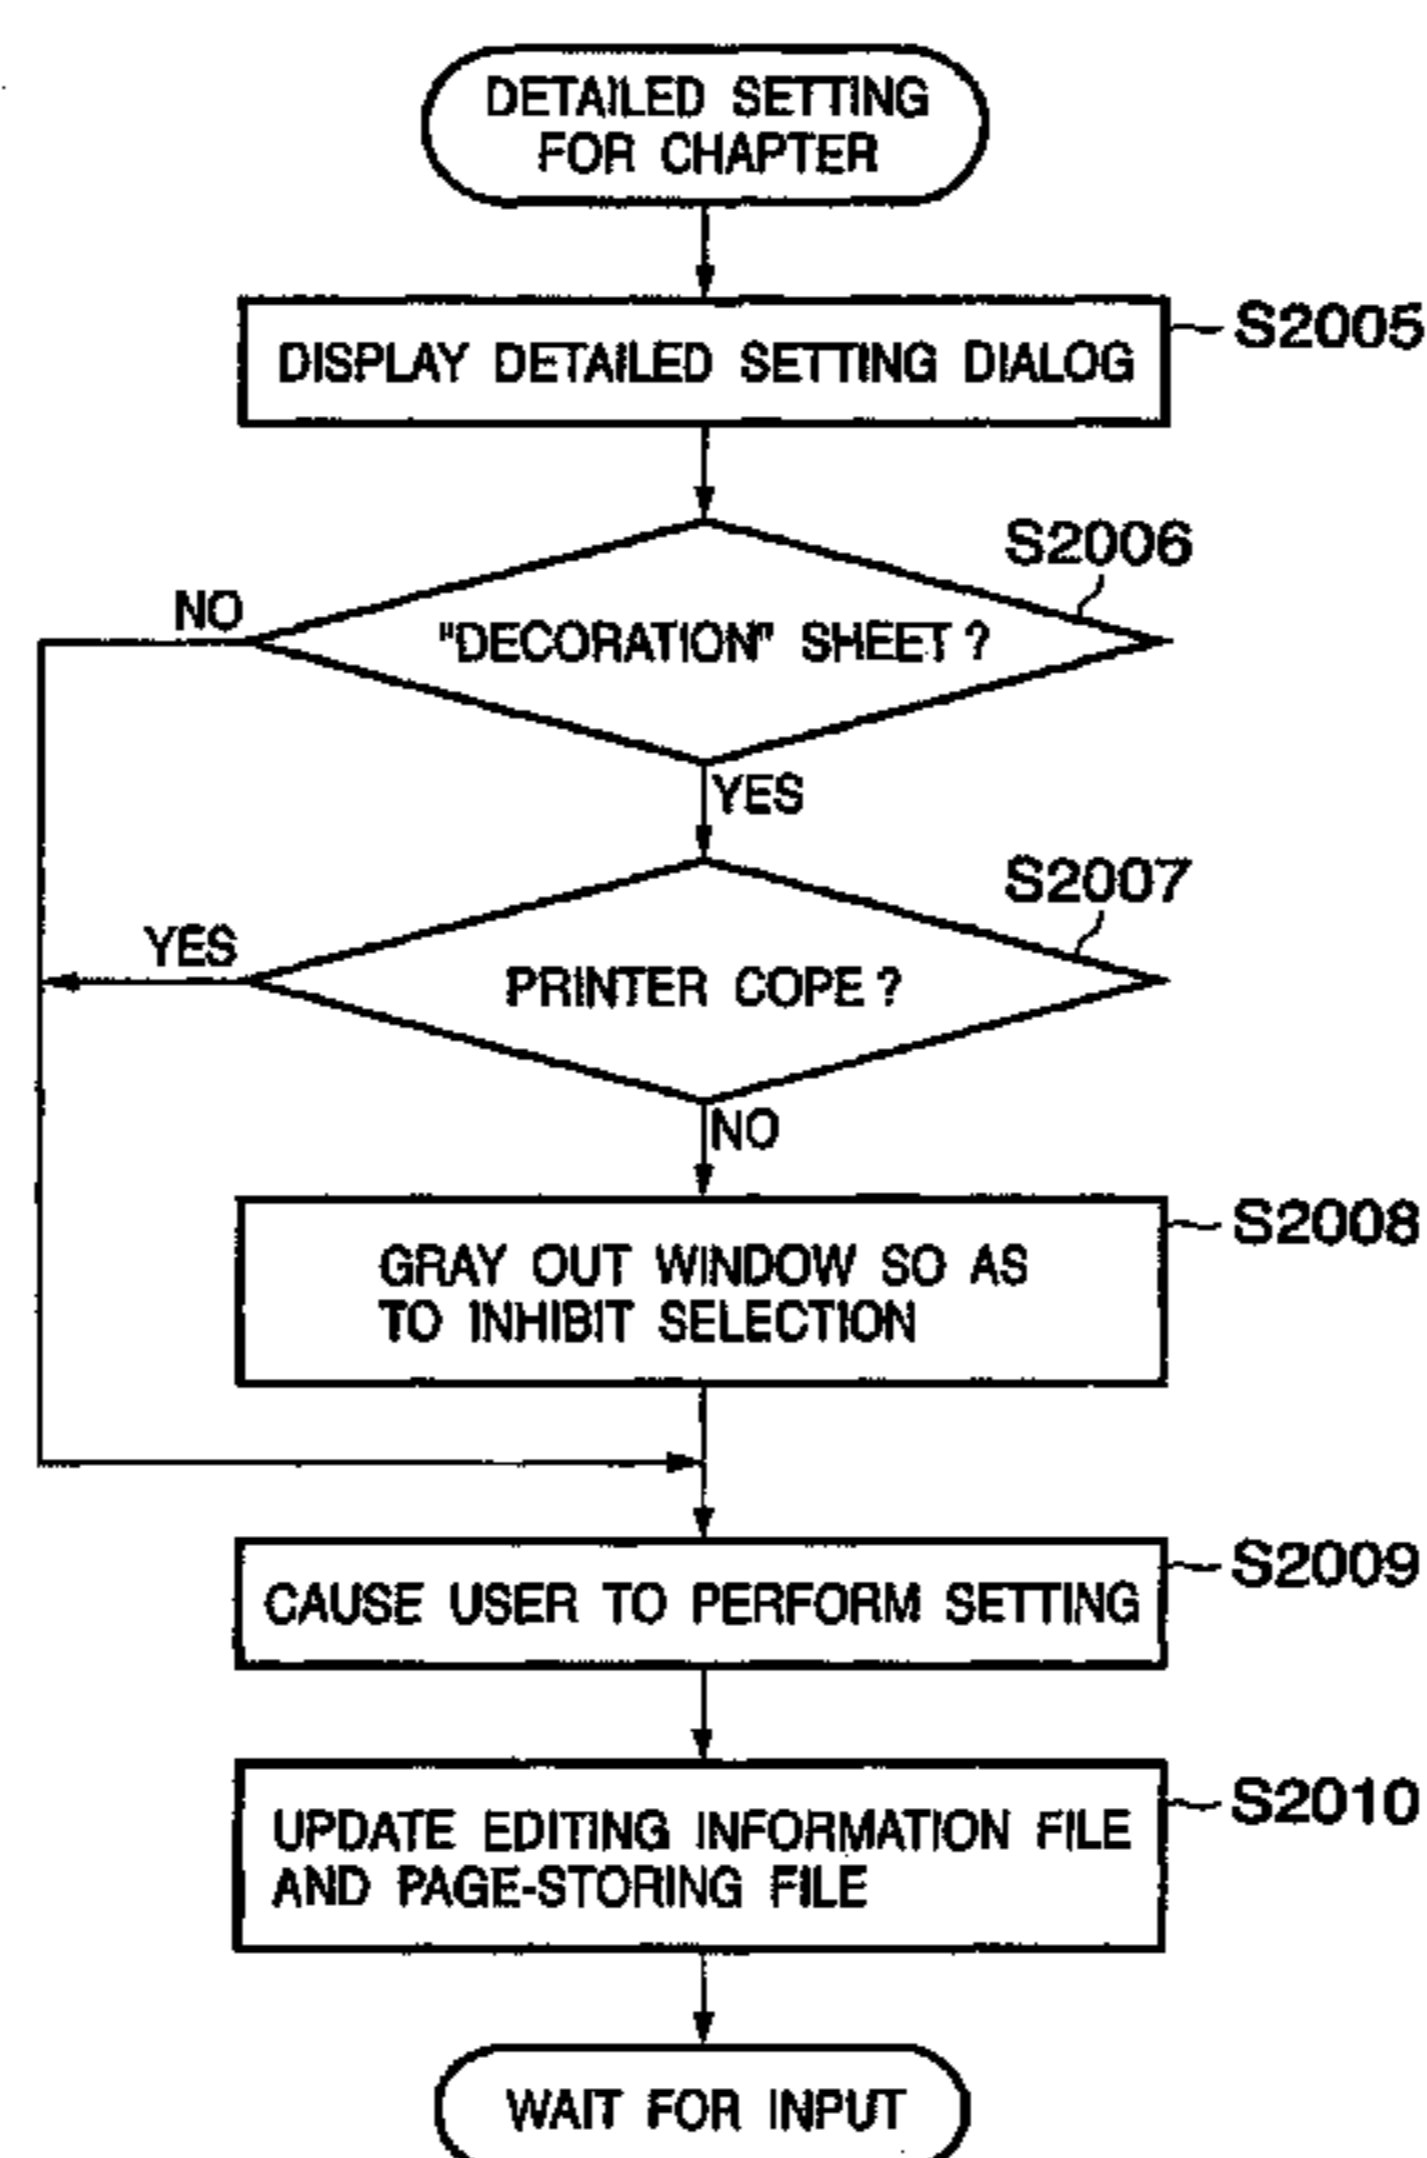 DETAILED SETTING
FOR CHAPTER
DISPLAY DETAILED SETTING DIALOG
S2005
S2006
NO
"DECORATION" SHEET ?
YES
S2007
YES
PRINTER COPE ?
NO
GRAY OUT WINDOW SO AS
TO INHIBIT SELECTION
S2008
CAUSE USER TO PERFORM SETTING
S2009
UPDATE EDITING INFORMATION FILE
AND PAGE-STORING FILE
S2010
WAIT FOR INPUT